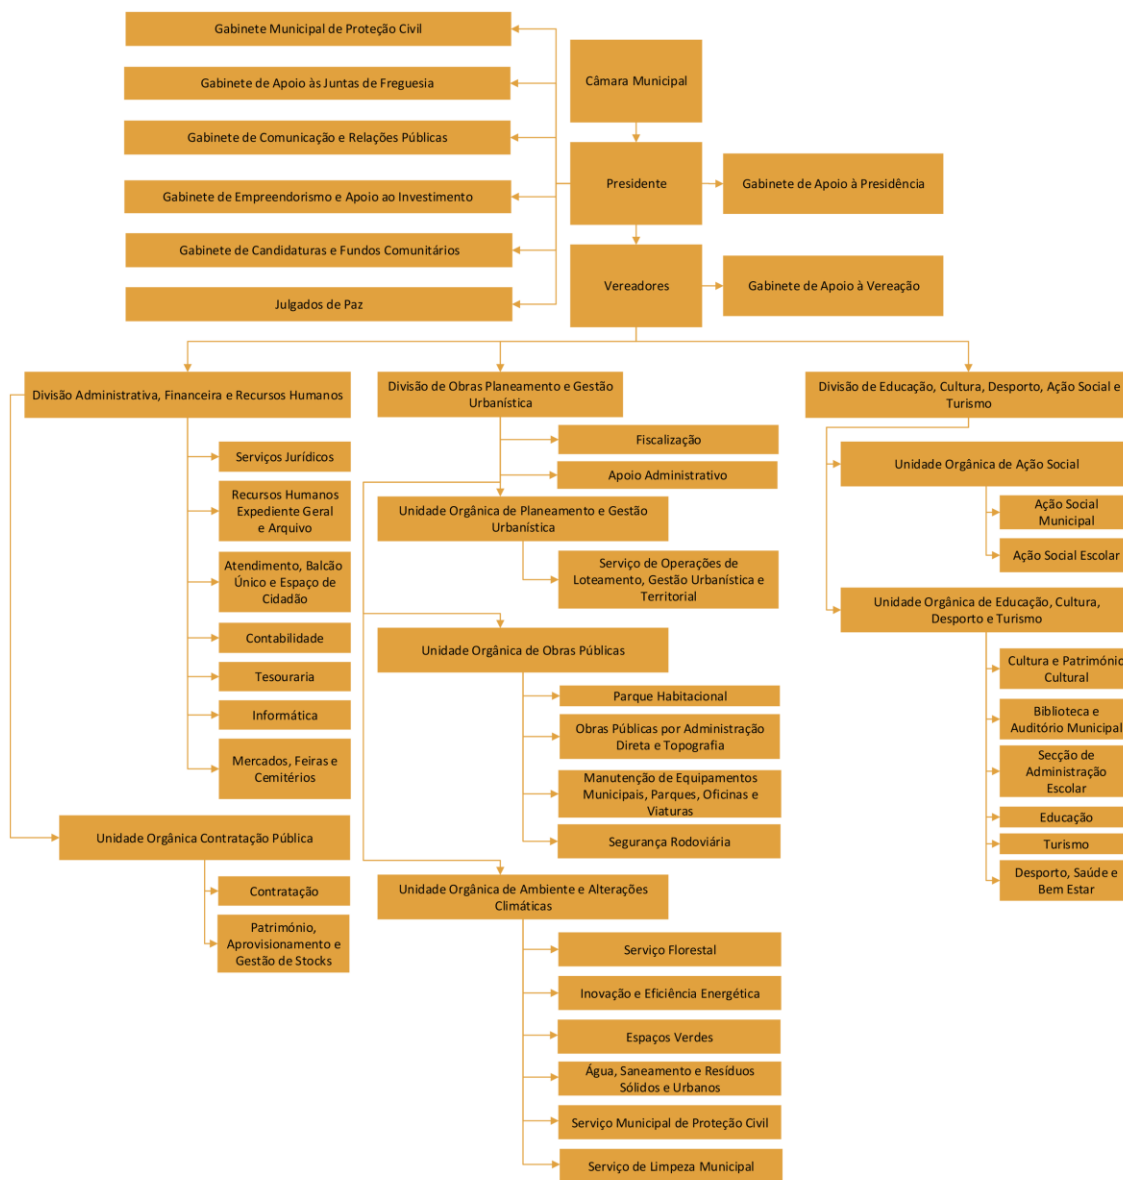 Gabinete Municipal de Proteção Civil
Gabinete de Apoio às Juntas de Freguesia
Gabinete de Comunicação e Relações Públicas
Gabinete de Empreendorismo e Apoio ao Investimento
Gabinete de Candidaturas e Fundos Comunitários
Julgados de Paz
Câmara Municipal
Presidente
Gabinete de Apoio à Presidência
Vereadores
Gabinete de Apoio à Vereação
Divisão Administrativa, Financeira e Recursos Humanos
Serviços Jurídicos
Recursos Humanos
Expediente Geral
e Arquivo
Atendimento, Balcão
Único e Espaço de
Cidadão
Contabilidade
Tesouraria
Informática
Mercados, Feiras e
Cemitérios
Unidade Orgânica Contratação Pública
Contratação
Património,
Aprovisionamento e
Gestão de Stocks
Divisão de Obras Planeamento e Gestão
Urbanística
Fiscalização
Apoio Administrativo
Unidade Orgânica de Planeamento e Gestão
Urbanística
Serviço de Operações de
Loteamento, Gestão Urbanística e
Territorial
Unidade Orgânica de Obras Públicas
Parque Habitacional
Obras Públicas por Administração
Direta e Topografia
Manutenção de Equipamentos
Municipais, Parques, Oficinas e
Viaturas
Segurança Rodoviária
Unidade Orgânica de Ambiente e Alterações
Climáticas
Serviço Florestal
Inovação e Eficiência Energética
Espaços Verdes
Água, Saneamento e Resíduos
Sólidos e Urbanos
Serviço Municipal de Proteção Civil
Serviço de Limpeza Municipal
Divisão de Educação, Cultura, Desporto, Ação Social e
Turismo
Unidade Orgânica de Ação Social
Ação Social
Municipal
Ação Social Escolar
Unidade Orgânica de Educação, Cultura,
Desporto e Turismo
Cultura e Património
Cultural
Biblioteca e
Auditório Municipal
Secção de
Administração
Escolar
Educação
Turismo
Desporto, Saúde e
Bem Estar